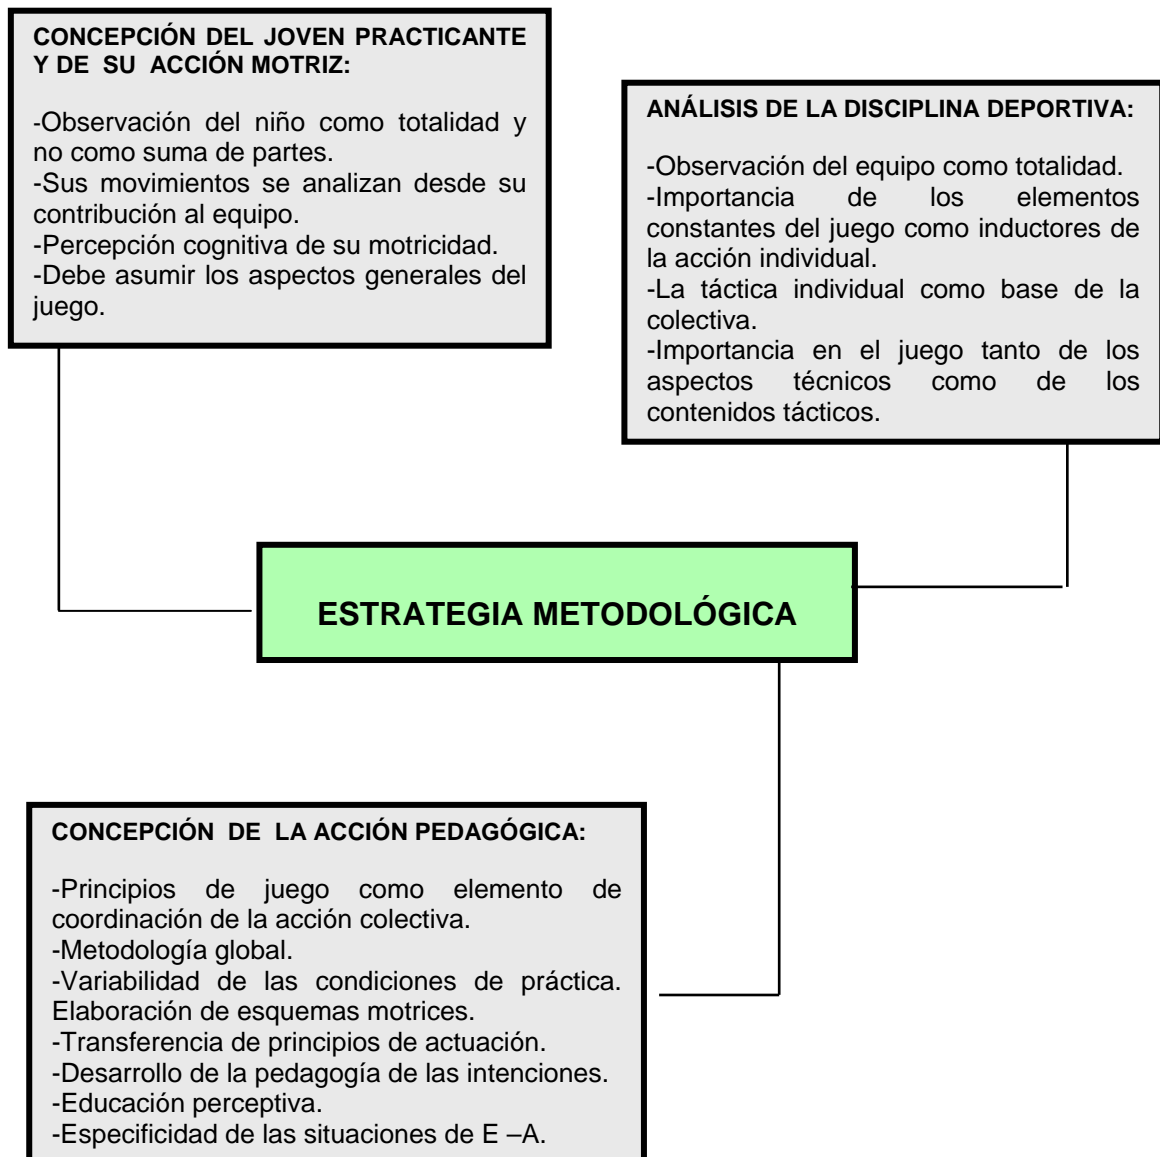 CONCEPCIÓN DEL JOVEN PRACTICANTE
Y DE SU ACCIÓN MOTRIZ:
-Observación del niño como totalidad y
no como suma de partes.
-Sus movimientos se analizan desde su
contribución al equipo.
-Percepción cognitiva de su motricidad.
-Debe asumir los aspectos generales del
juego.
ANÁLISIS DE LA DISCIPLINA DEPORTIVA:
-Observación del equipo como totalidad.
-Importancia de los elementos
constantes del juego como inductores de
la acción individual.
-La táctica individual como base de la
colectiva.
-Importancia en el juego tanto de los
aspectos técnicos como de los
contenidos tácticos.
ESTRATEGIA METODOLÓGICA
CONCEPCIÓN DE LA ACCIÓN PEDAGÓGICA:
-Principios de juego como elemento de
coordinación de la acción colectiva.
-Metodología global.
-Variabilidad de las condiciones de práctica.
Elaboración de esquemas motrices.
-Transferencia de principios de actuación.
-Desarrollo de la pedagogía de las intenciones.
-Educación perceptiva.
-Especificidad de las situaciones de E –A.